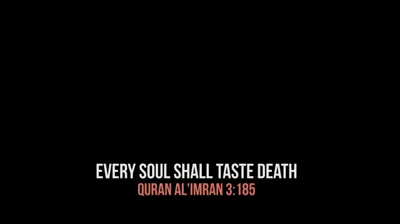 EVERY SOUL SHALL TASTE DEATH
QURAN AL'IMRAN 3:185